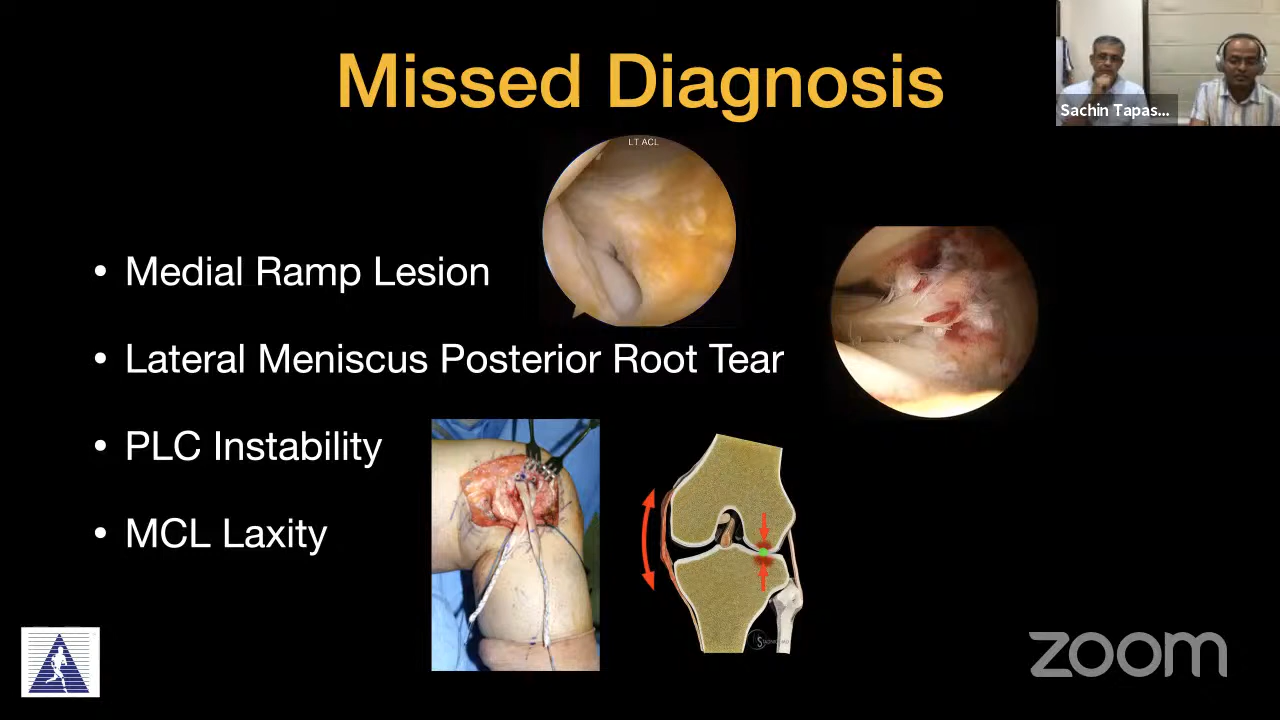 Missed Diagnosis
Sachin Tapas...
LT ACL
• Medial Ramp Lesion
• Lateral Meniscus Posterior Root Tear
• PLC Instability
• MCL Laxity
zoom